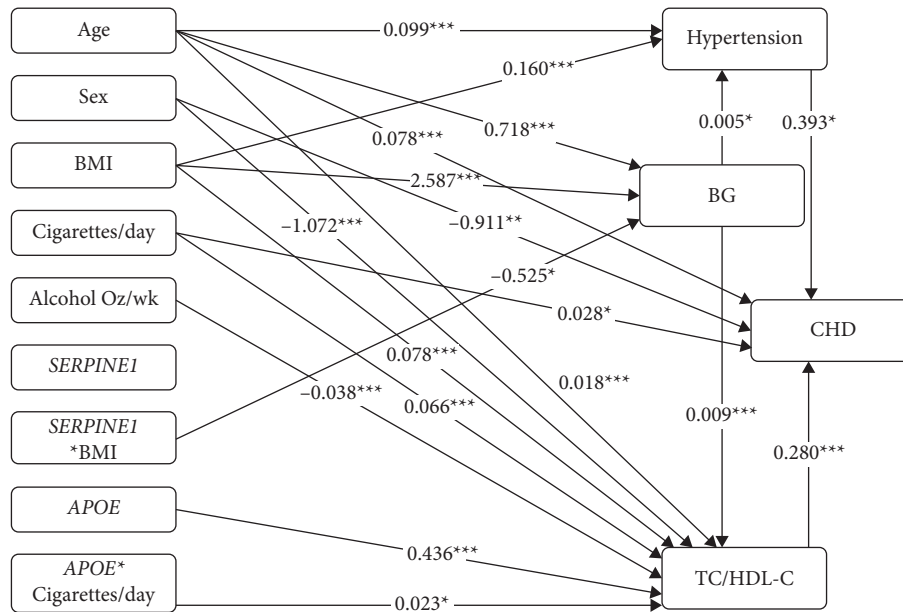 Age
0.099***
Hypertension
Sex
0.160***
BMI
0.078***
0.718***
0.005*
0.393*
2.587***
BG
Cigarettes/day
–1.072***
–0.911**
Alcohol Oz/wk
–0.525*
0.028*
CHD
SERPINE1
0.078***
0.018***
–0.038***
0.066***
0.009***
SERPINE1
*BMI
0.280***
APOE
0.436***
TC/HDL-C
APOE*
Cigarettes/day
0.023*